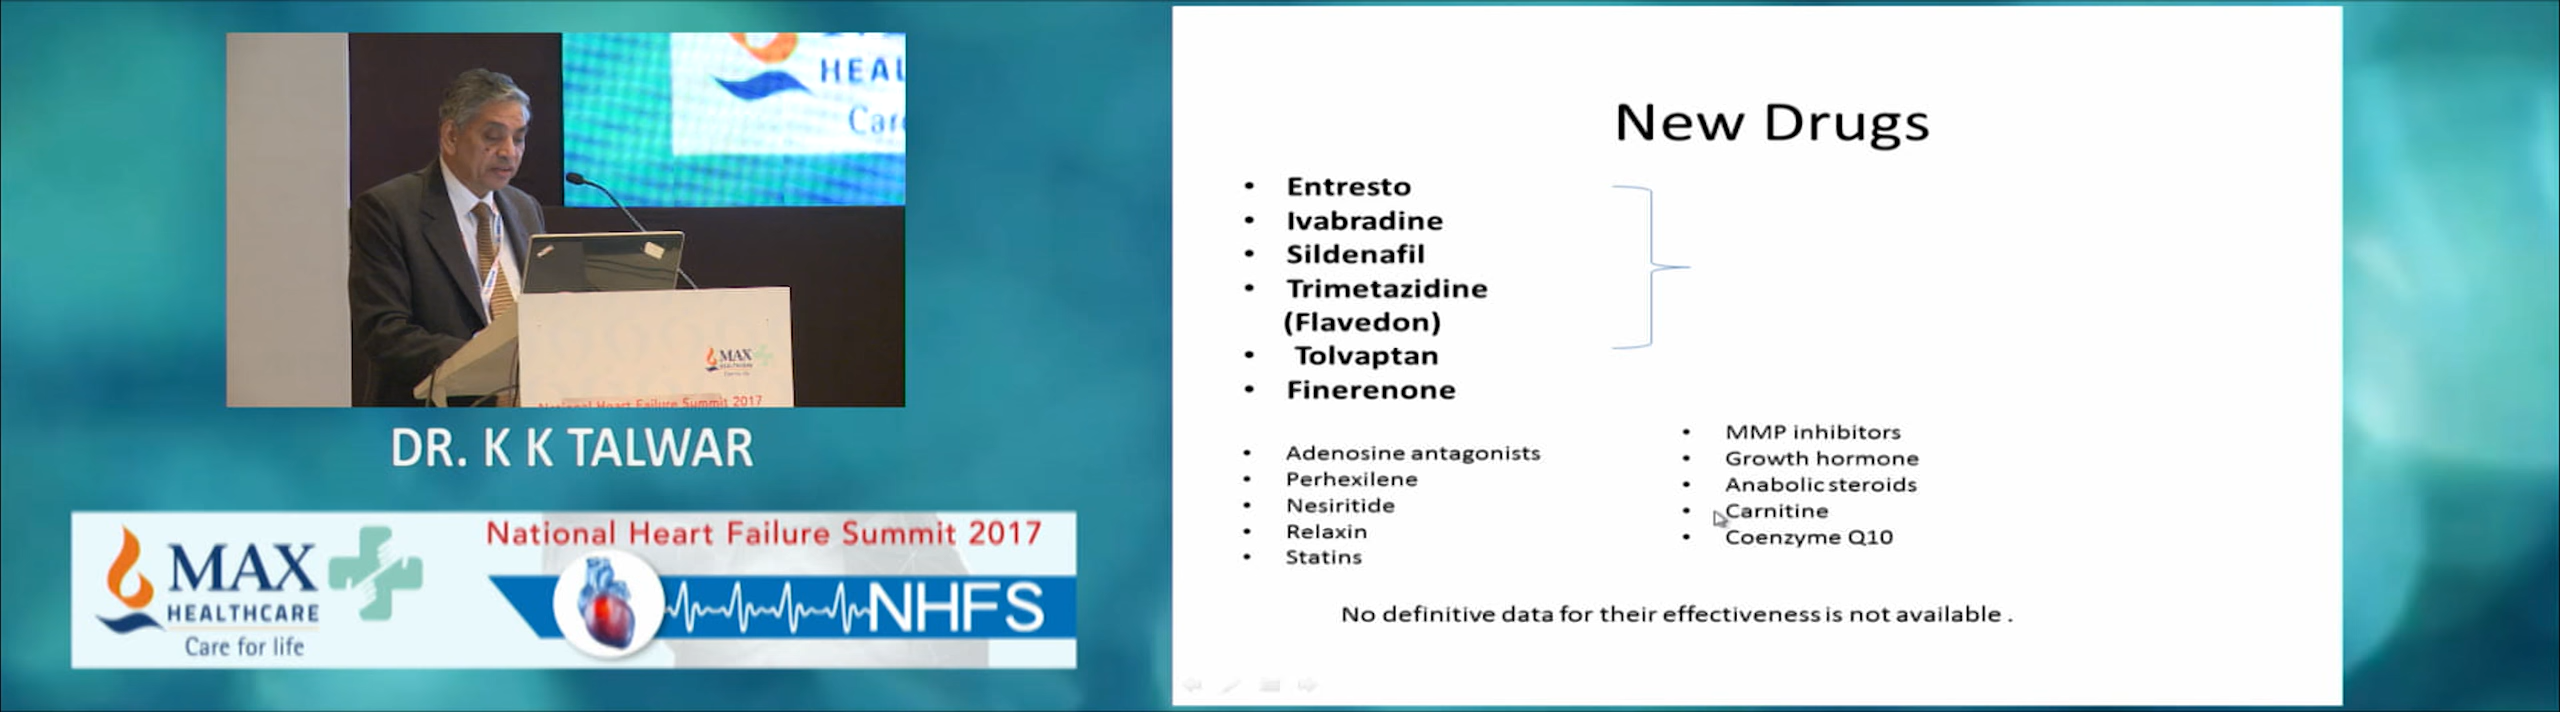 HEAL
Car
MAX
HEALTHCARE
National Heart Failure Summit 2017
DR. K K TALWAR
MAX
HEALTHCARE
Care for life
National Heart Failure Summit 2017
NHFS
New Drugs
• Entresto
• Ivabradine
• Sildenafil
• Trimetazidine
(Flavedon)
• Tolvaptan
• Finerenone
• Adenosine antagonists
• Perhexilene
• Nesiritide
• Relaxin
• Statins
• MMP inhibitors
• Growth hormone
• Anabolic steroids
• Carnitine
• Coenzyme Q10
No definitive data for their effectiveness is not available .